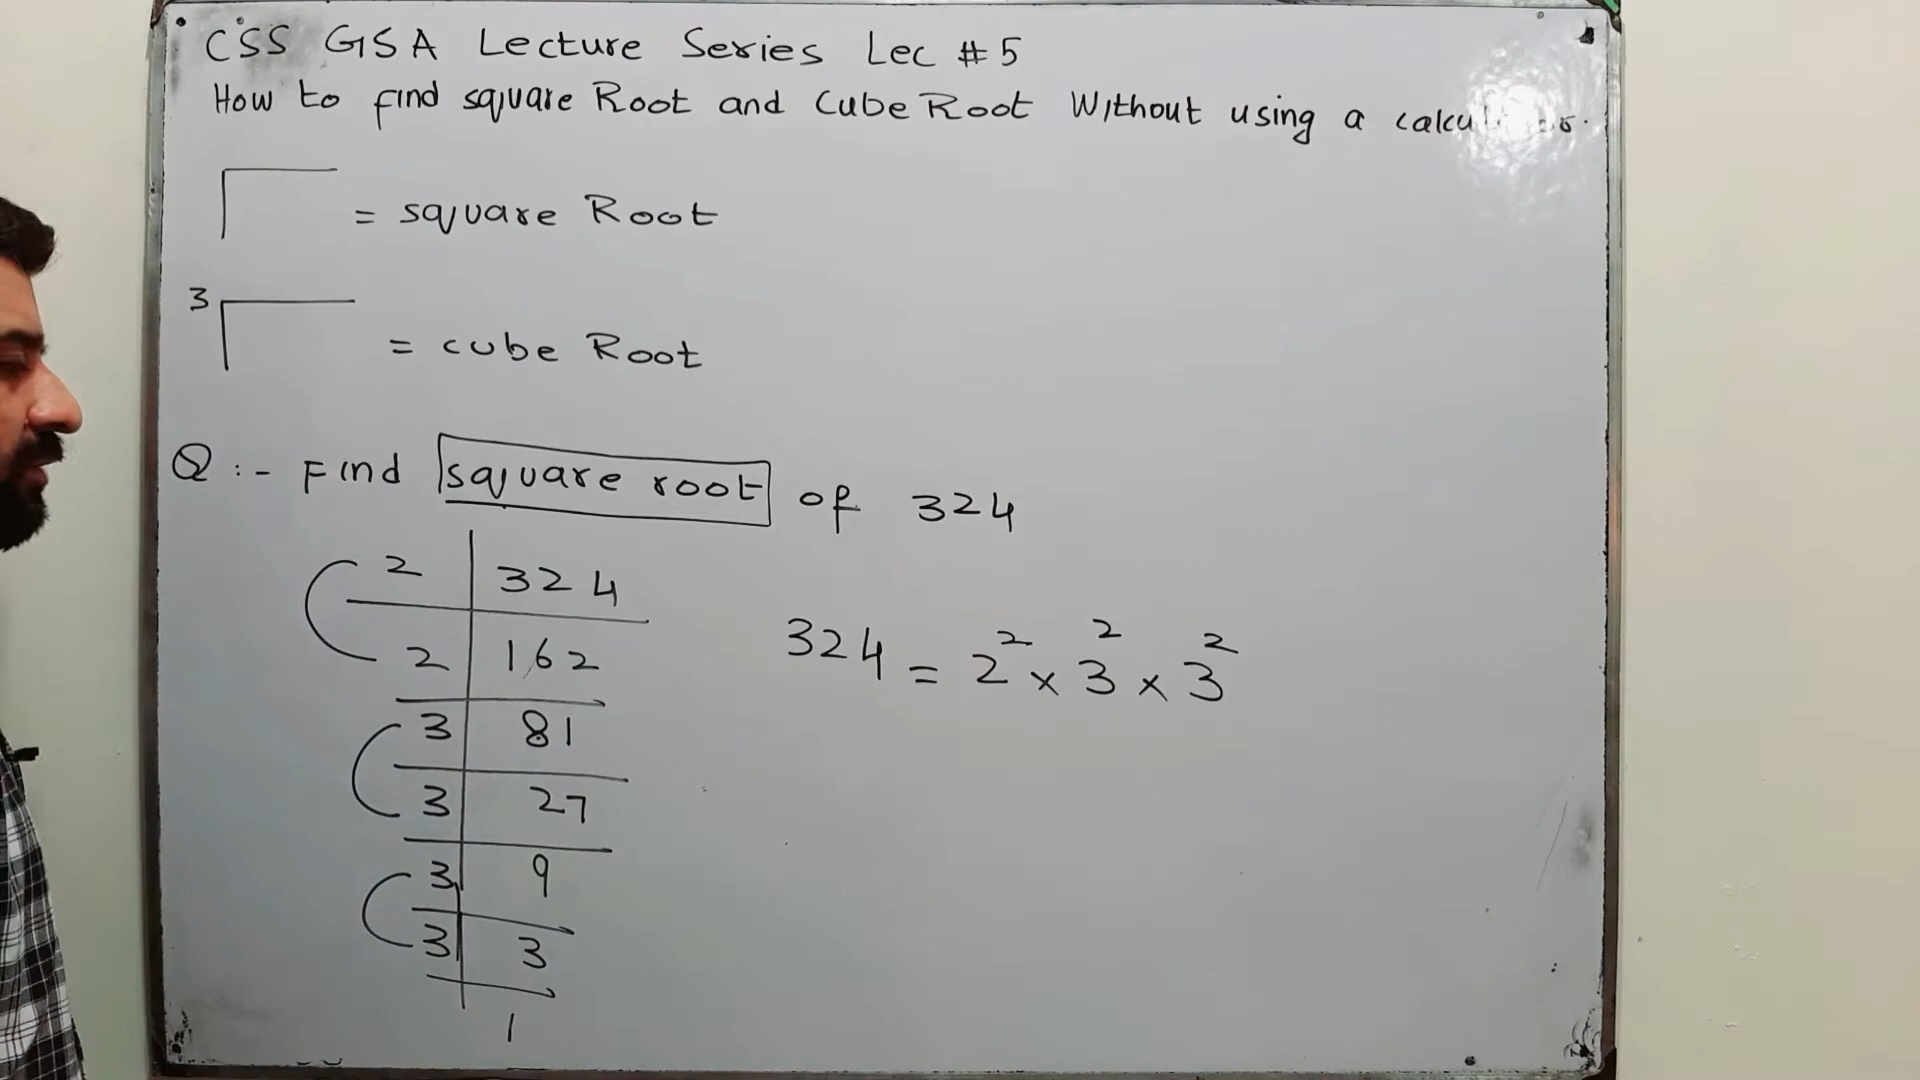 CSS GSA Lecture Series Lec #5
How to find square Root and Cube Root Without using a
= square Root
3
= cube Root
Q :- Find square root of 324
2 | 324
2 | 162
3 | 81
3 | 27
3 | 9
3 | 3
1
324 = 2² × 3² × 3²